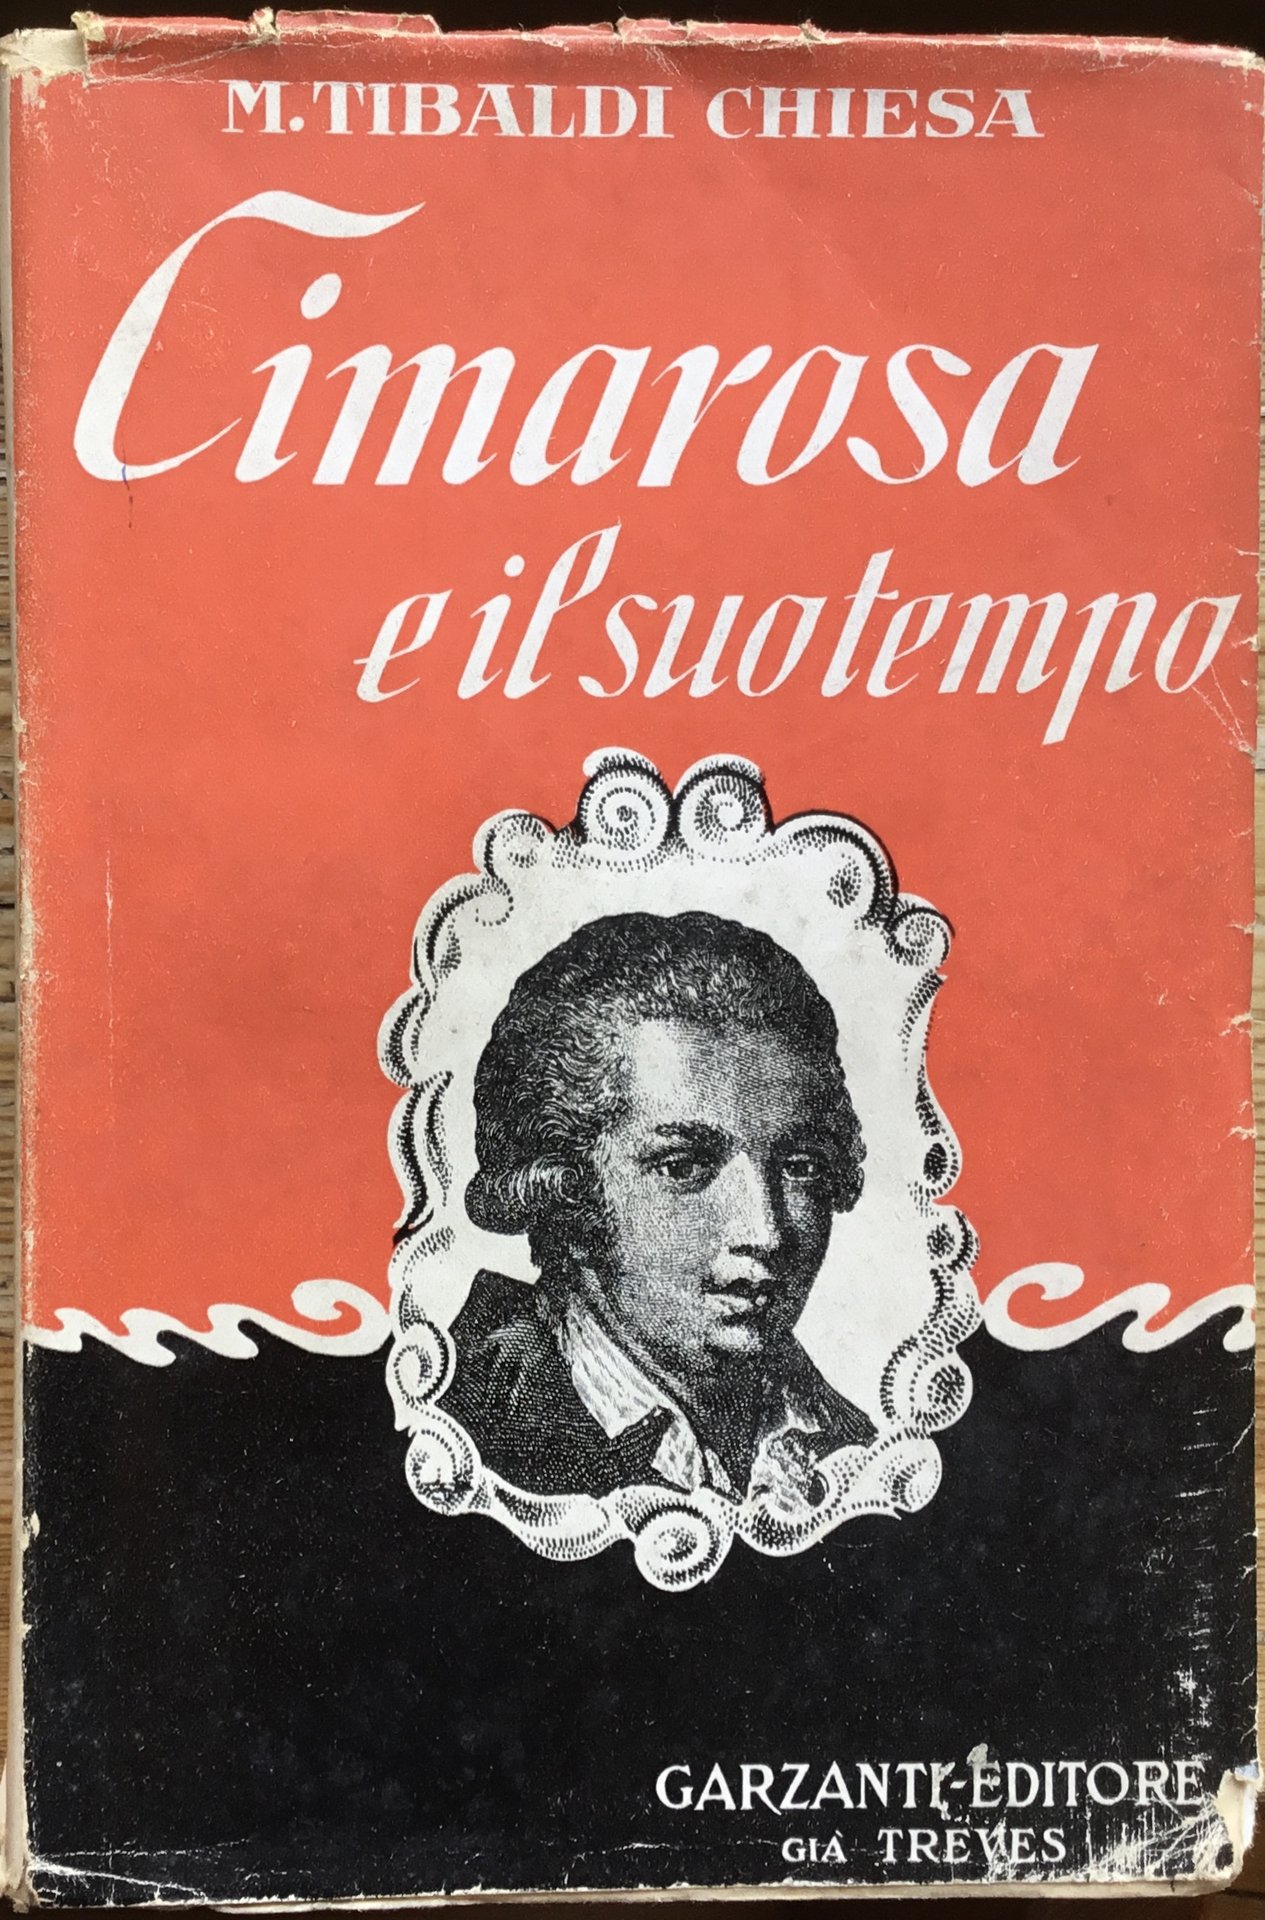 M. TIBALDI CHIESA
Cimarosa
e il suo tempo
GARZANTI-EDITORE
GIÀ TREVES